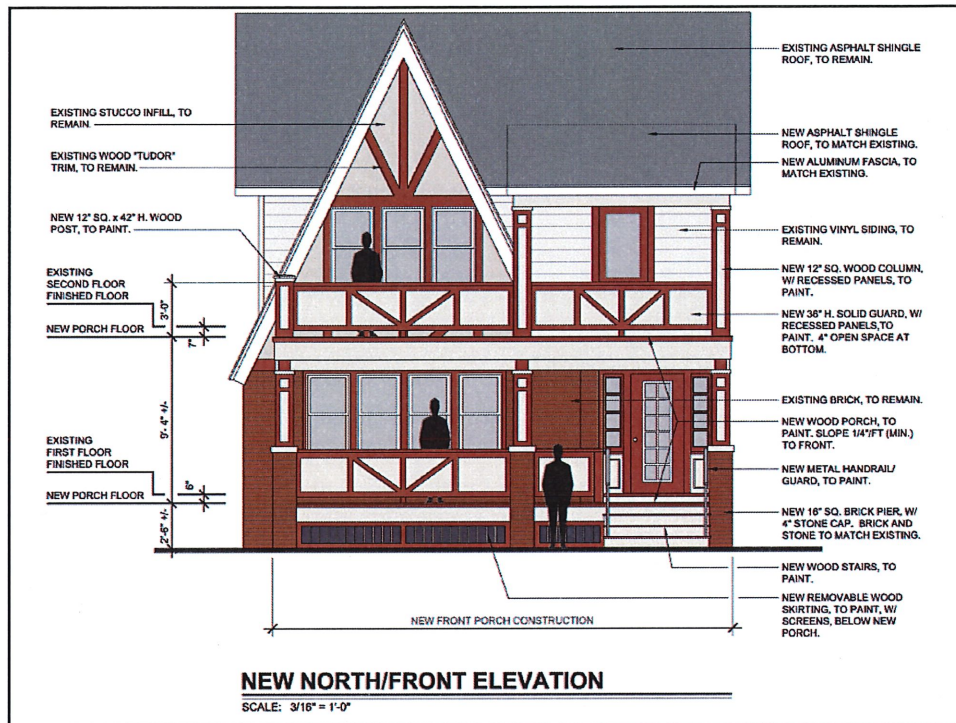 EXISTING STUCCO INFILL, TO
REMAIN.
EXISTING WOOD "TUDOR"
TRIM, TO REMAIN.
NEW 12" SQ. x 42" H. WOOD
POST, TO PAINT.
EXISTING
SECOND FLOOR
FINISHED FLOOR
NEW PORCH FLOOR
3'-0"
7"
9'- 4" +/-
EXISTING
FIRST FLOOR
FINISHED FLOOR
NEW PORCH FLOOR
6"
2'-6" +/-
EXISTING ASPHALT SHINGLE
ROOF, TO REMAIN.
NEW ASPHALT SHINGLE
ROOF, TO MATCH EXISTING.
NEW ALUMINUM FASCIA, TO
MATCH EXISTING.
EXISTING VINYL SIDING, TO
REMAIN.
NEW 12" SQ. WOOD COLUMN,
W/ RECESSED PANELS, TO
PAINT.
NEW 36" H. SOLID GUARD, W/
RECESSED PANELS,TO
PAINT. 4" OPEN SPACE AT
BOTTOM.
EXISTING BRICK, TO REMAIN.
NEW WOOD PORCH, TO
PAINT. SLOPE 1/4"/FT (MIN.)
TO FRONT.
NEW METAL HANDRAIL/
GUARD, TO PAINT.
NEW 16" SQ. BRICK PIER, W/
4" STONE CAP. BRICK AND
STONE TO MATCH EXISTING.
NEW WOOD STAIRS, TO
PAINT.
NEW REMOVABLE WOOD
SKIRTING, TO PAINT, W/
SCREENS, BELOW NEW
PORCH.
NEW FRONT PORCH CONSTRUCTION
NEW NORTH/FRONT ELEVATION
SCALE: 3/16" = 1'-0"